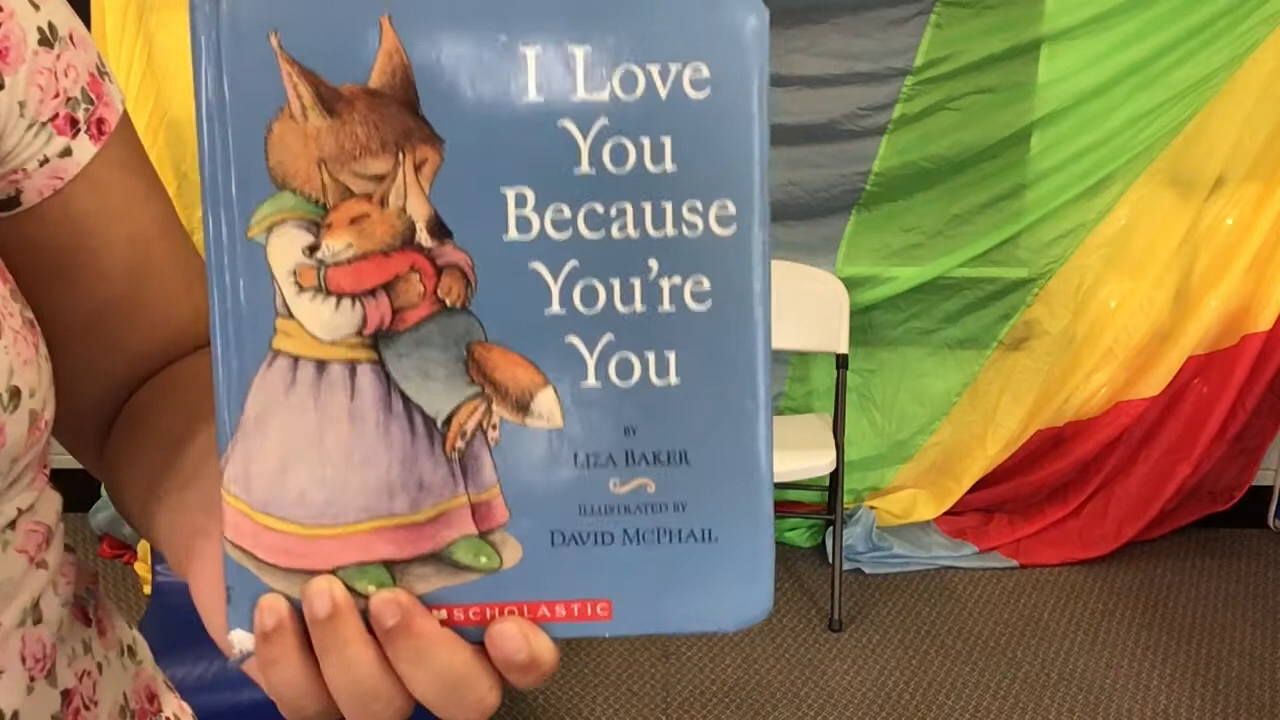 I Love
You
Because
You're
You
BY
LIZA BAKER
ILLUSTRATED BY
DAVID MCPHAIL
SCHOLASTIC